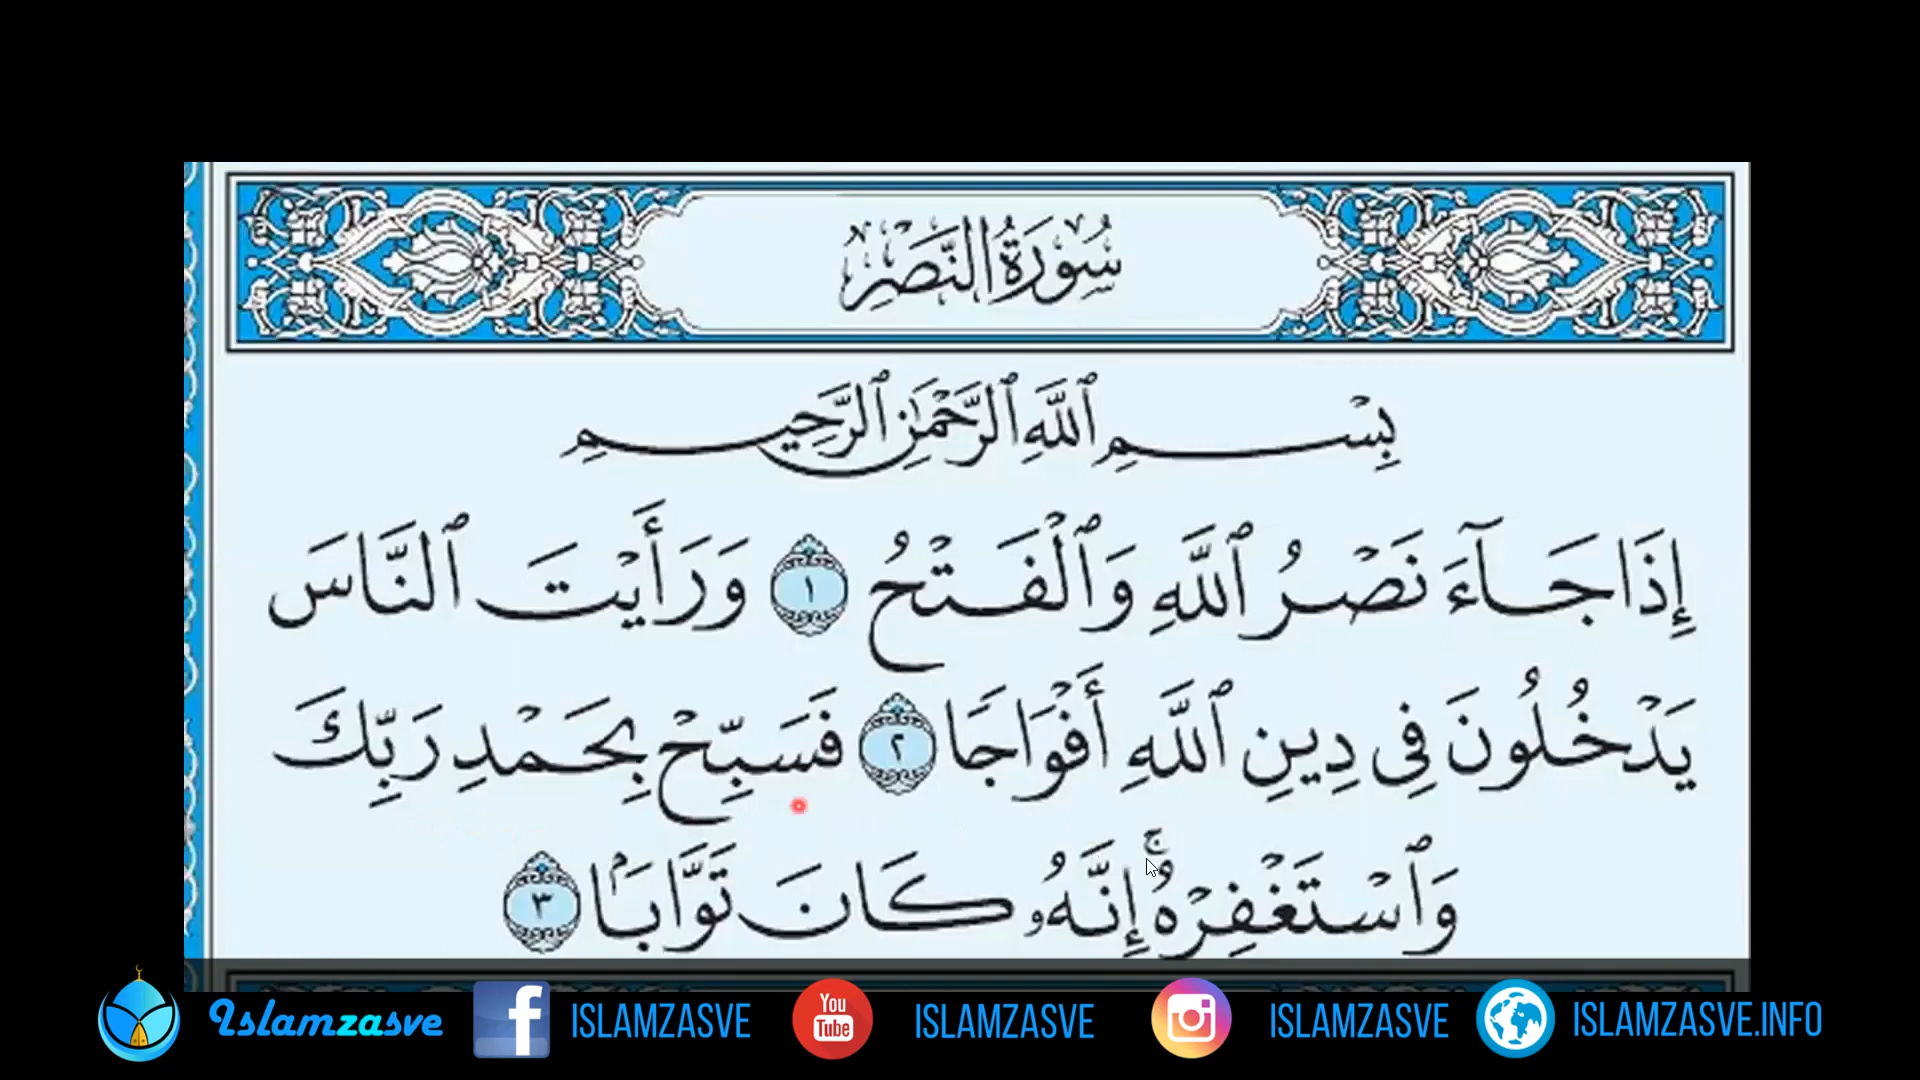 سُورَةُ النَّصْرِ
بِسْمِ ٱللَّهِ ٱلرَّحْمَٰنِ ٱلرَّحِيمِ
إِذَا جَآءَ نَصْرُ ٱللَّهِ وَٱلْفَتْحُ ١ وَرَأَيْتَ ٱلنَّاسَ
يَدْخُلُونَ فِى دِينِ ٱللَّهِ أَفْوَاجًا ٢ فَسَبِّحْ بِحَمْدِ رَبِّكَ
وَٱسْتَغْفِرْهُ ۚ إِنَّهُۥ كَانَ تَوَّابًۢا ٣
Islamzasve ISLAMZASVE You Tube ISLAMZASVE ISLAMZASVE ISLAMZASVE.INFO